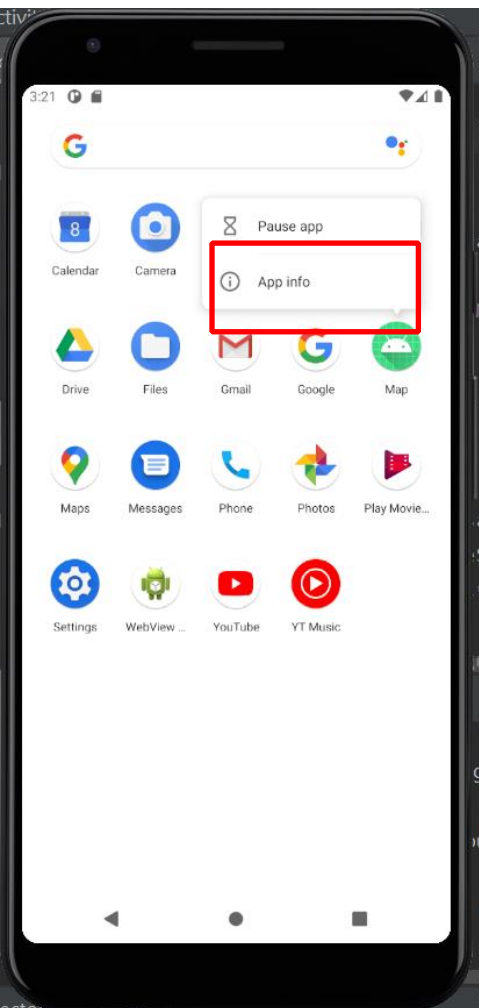 3:21
8
Pause app
Calendar
Camera
App info
Drive
Files
Gmail
Google
Map
Maps
Messages
Phone
Photos
Play Movie...
Settings
WebView ...
YouTube
YT Music